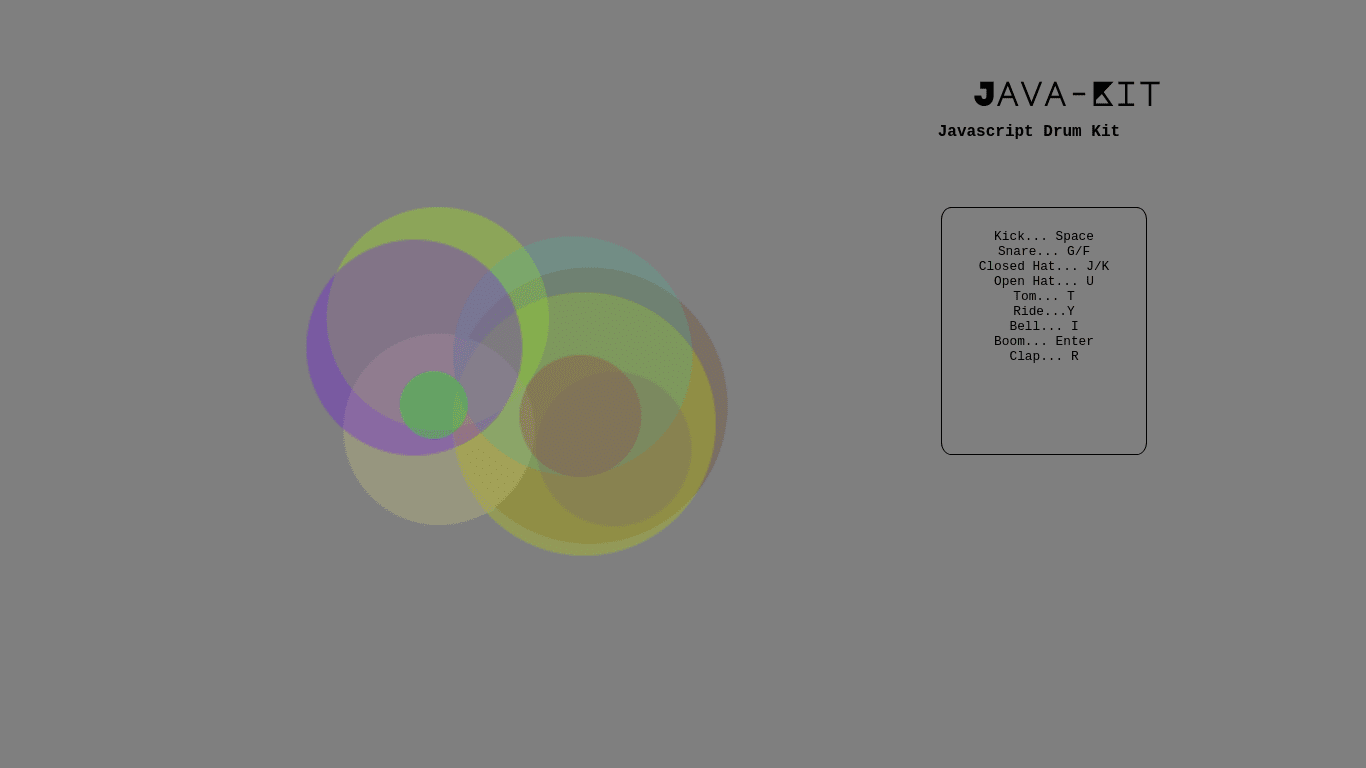 JAVA-KIT
Javascript Drum Kit
Kick... Space
Snare... G/F
Closed Hat... J/K
Open Hat... U
Tom... T
Ride...Y
Bell... I
Boom... Enter
Clap... R